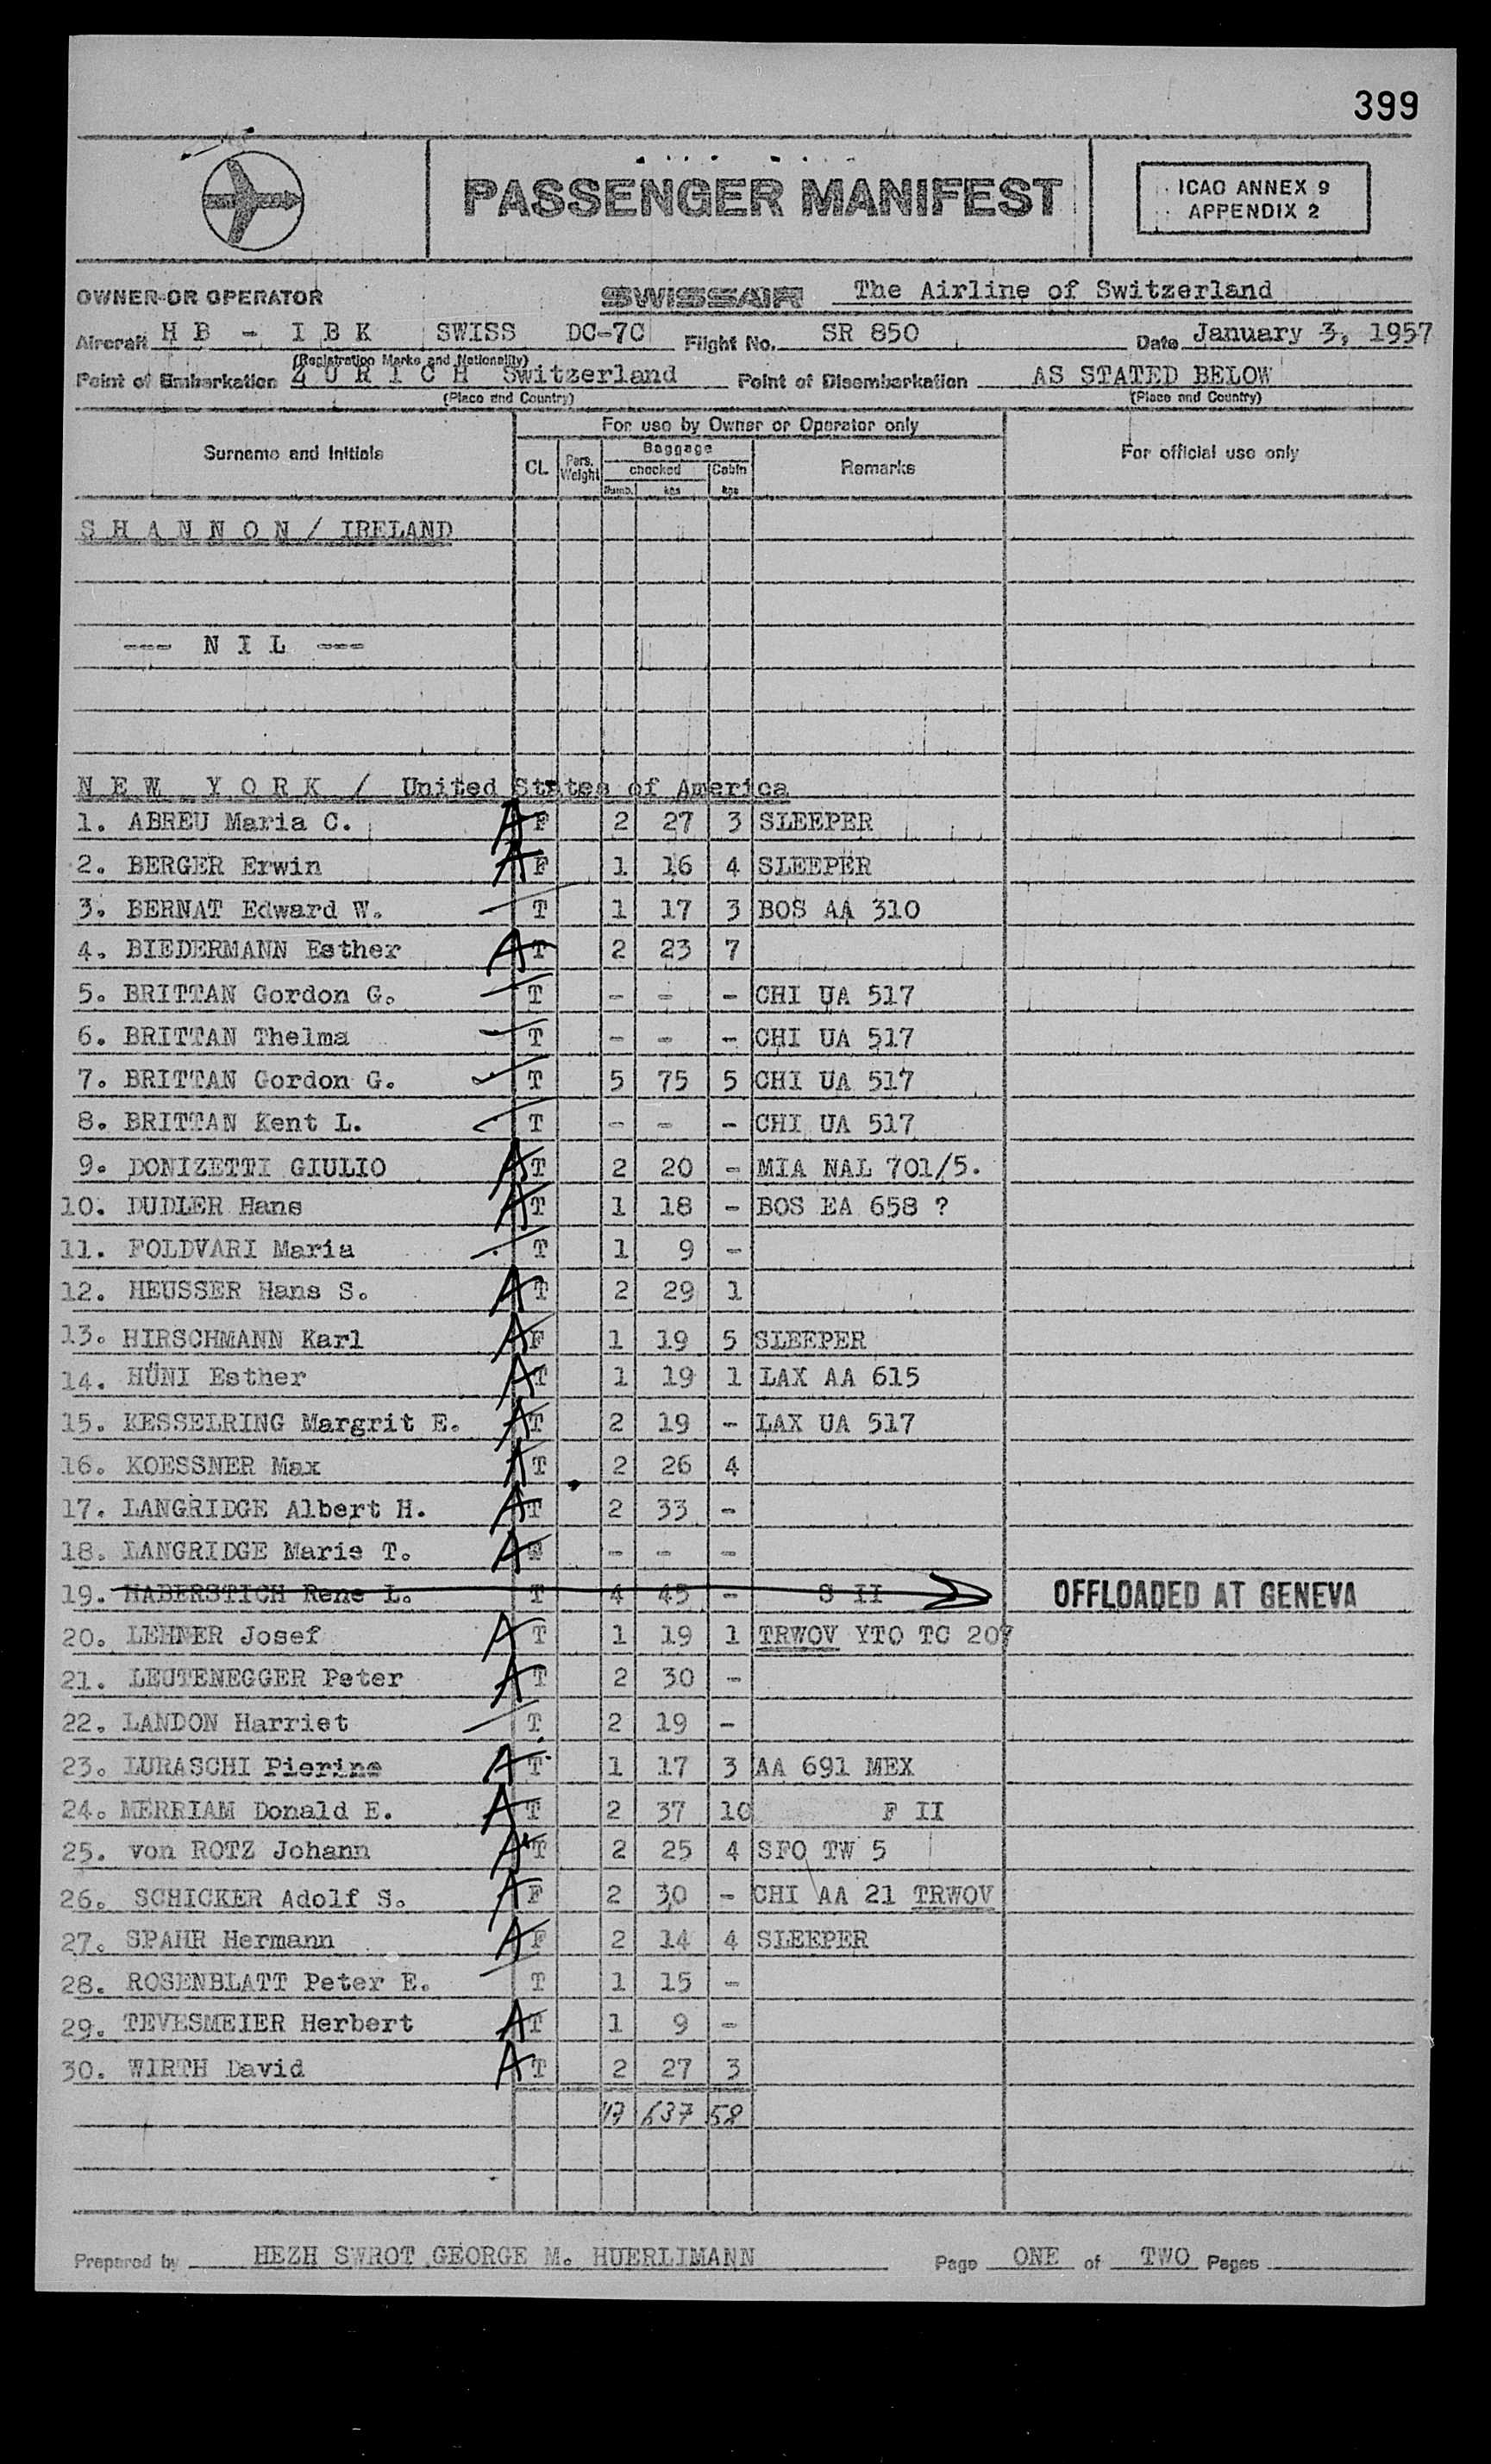 399
PASSENGER MANIFEST
ICAO ANNEX 9
APPENDIX 2
OWNER OR OPERATOR SWISSAIR The Airline of Switzerland
Aircraft H B - I B K SWISS DC-7C Flight No. SR 850 Date January 3, 1957
(Registration Marks and Nationality)
Point of Embarkation Z U R I C H Switzerland Point of Disembarkation AS STATED BELOW
(Place and Country) (Place and Country)
Surname and Initials For use by Owner or Operator only For official use only
CL. Pers. Weight Baggage Remarks
checked Cabin
Numb. kgs kgs
S H A N N O N / IRELAND
--- N I L ---
N E W Y O R K / United States of America
1. ABREU Maria C. A F 2 27 3 SLEEPER
2. BERGER Erwin A F 1 16 4 SLEEPER
3. BERNAT Edward W. T 1 17 3 BOS AA 310
4. BIEDERMANN Esther A T 2 23 7
5. BRITTAN Gordon G. T - - - CHI UA 517
6. BRITTAN Thelma T - - - CHI UA 517
7. BRITTAN Gordon G. T 5 75 5 CHI UA 517
8. BRITTAN Kent L. T - - - CHI UA 517
9. DONIZETTI GIULIO A T 2 20 - MIA NAL 701/5.
10. DUDLER Hans A T 1 18 - BOS EA 658 ?
11. FOLDVARI Maria T 1 9 -
12. HEUSSER Hans S. A T 2 29 1
13. HIRSCHMANN Karl A F 1 19 5 SLEEPER
14. HÜNI Esther A T 1 19 1 LAX AA 615
15. KESSELRING Margrit E. A T 2 19 - LAX UA 517
16. KOESSNER Max A T 2 26 4
17. LANGRIDGE Albert H. A T 2 33 -
18. LANGRIDGE Marie T. A T - - -
19. HABERSTICH Rene L. T 4 45 - S II OFFLOADED AT GENEVA
20. LEHNER Josef A T 1 19 1 TRWOV YTO TC 207
21. LEUTENEGGER Peter A T 2 30 -
22. LANDON Harriet T 2 19 -
23. LURASCHI Pierine A T 1 17 3 AA 691 MEX
24. MERRIAM Donald E. A T 2 37 10 F II
25. von ROTZ Johann A T 2 25 4 SFO TW 5
26. SCHICKER Adolf S. A F 2 30 - CHI AA 21 TRWOV
27. SPAHR Hermann A F 2 14 4 SLEEPER
28. ROSENBLATT Peter E. T 1 15 -
29. TEVESMEIER Herbert A T 1 9 -
30. WIRTH David A T 2 27 3
637 58
Prepared by HEZH SWROT GEORGE M. HUERLIMANN Page ONE of TWO Pages